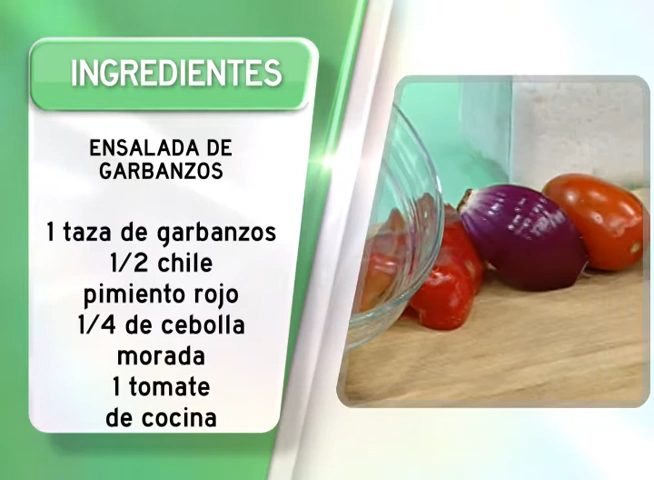 INGREDIENTES
ENSALADA DE
GARBANZOS
1 taza de garbanzos
1/2 chile
pimiento rojo
1/4 de cebolla
morada
1 tomate
de cocina